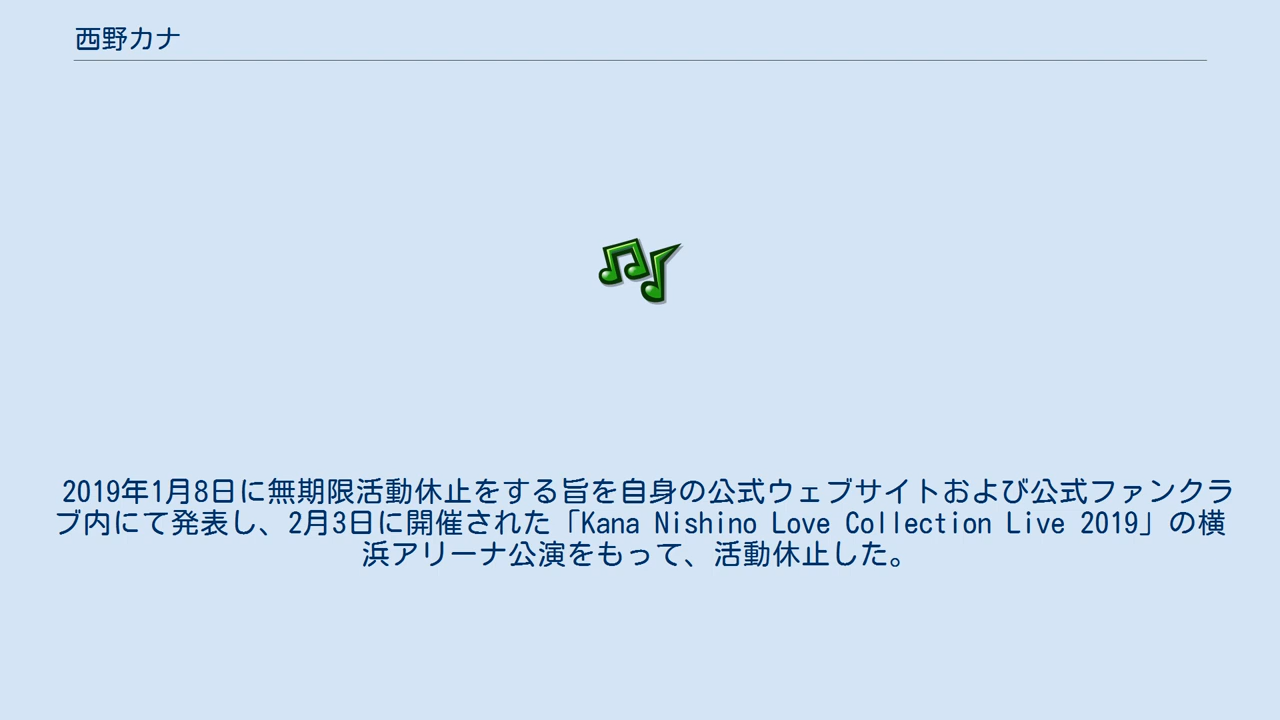 西野カナ
2019年1月8日に無期限活動休止をする旨を自身の公式ウェブサイトおよび公式ファンクラ
ブ内にて発表し、2月3日に開催された「Kana Nishino Love Collection Live 2019」の横
浜アリーナ公演をもって、活動休止した。